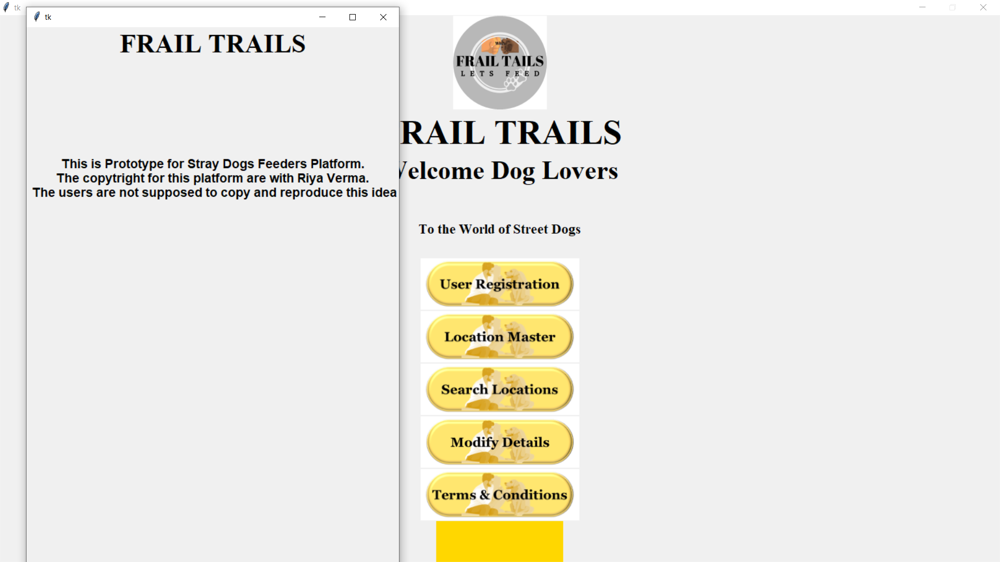 tk
tk
FRAIL TRAILS
This is Prototype for Stray Dogs Feeders Platform.
The copytright for this platform are with Riya Verma.
The users are not supposed to copy and reproduce this idea
with
FRAIL TAILS
LETS FEED
RAIL TRAILS
elcome Dog Lovers
To the World of Street Dogs
User Registration
Location Master
Search Locations
Modify Details
Terms & Conditions